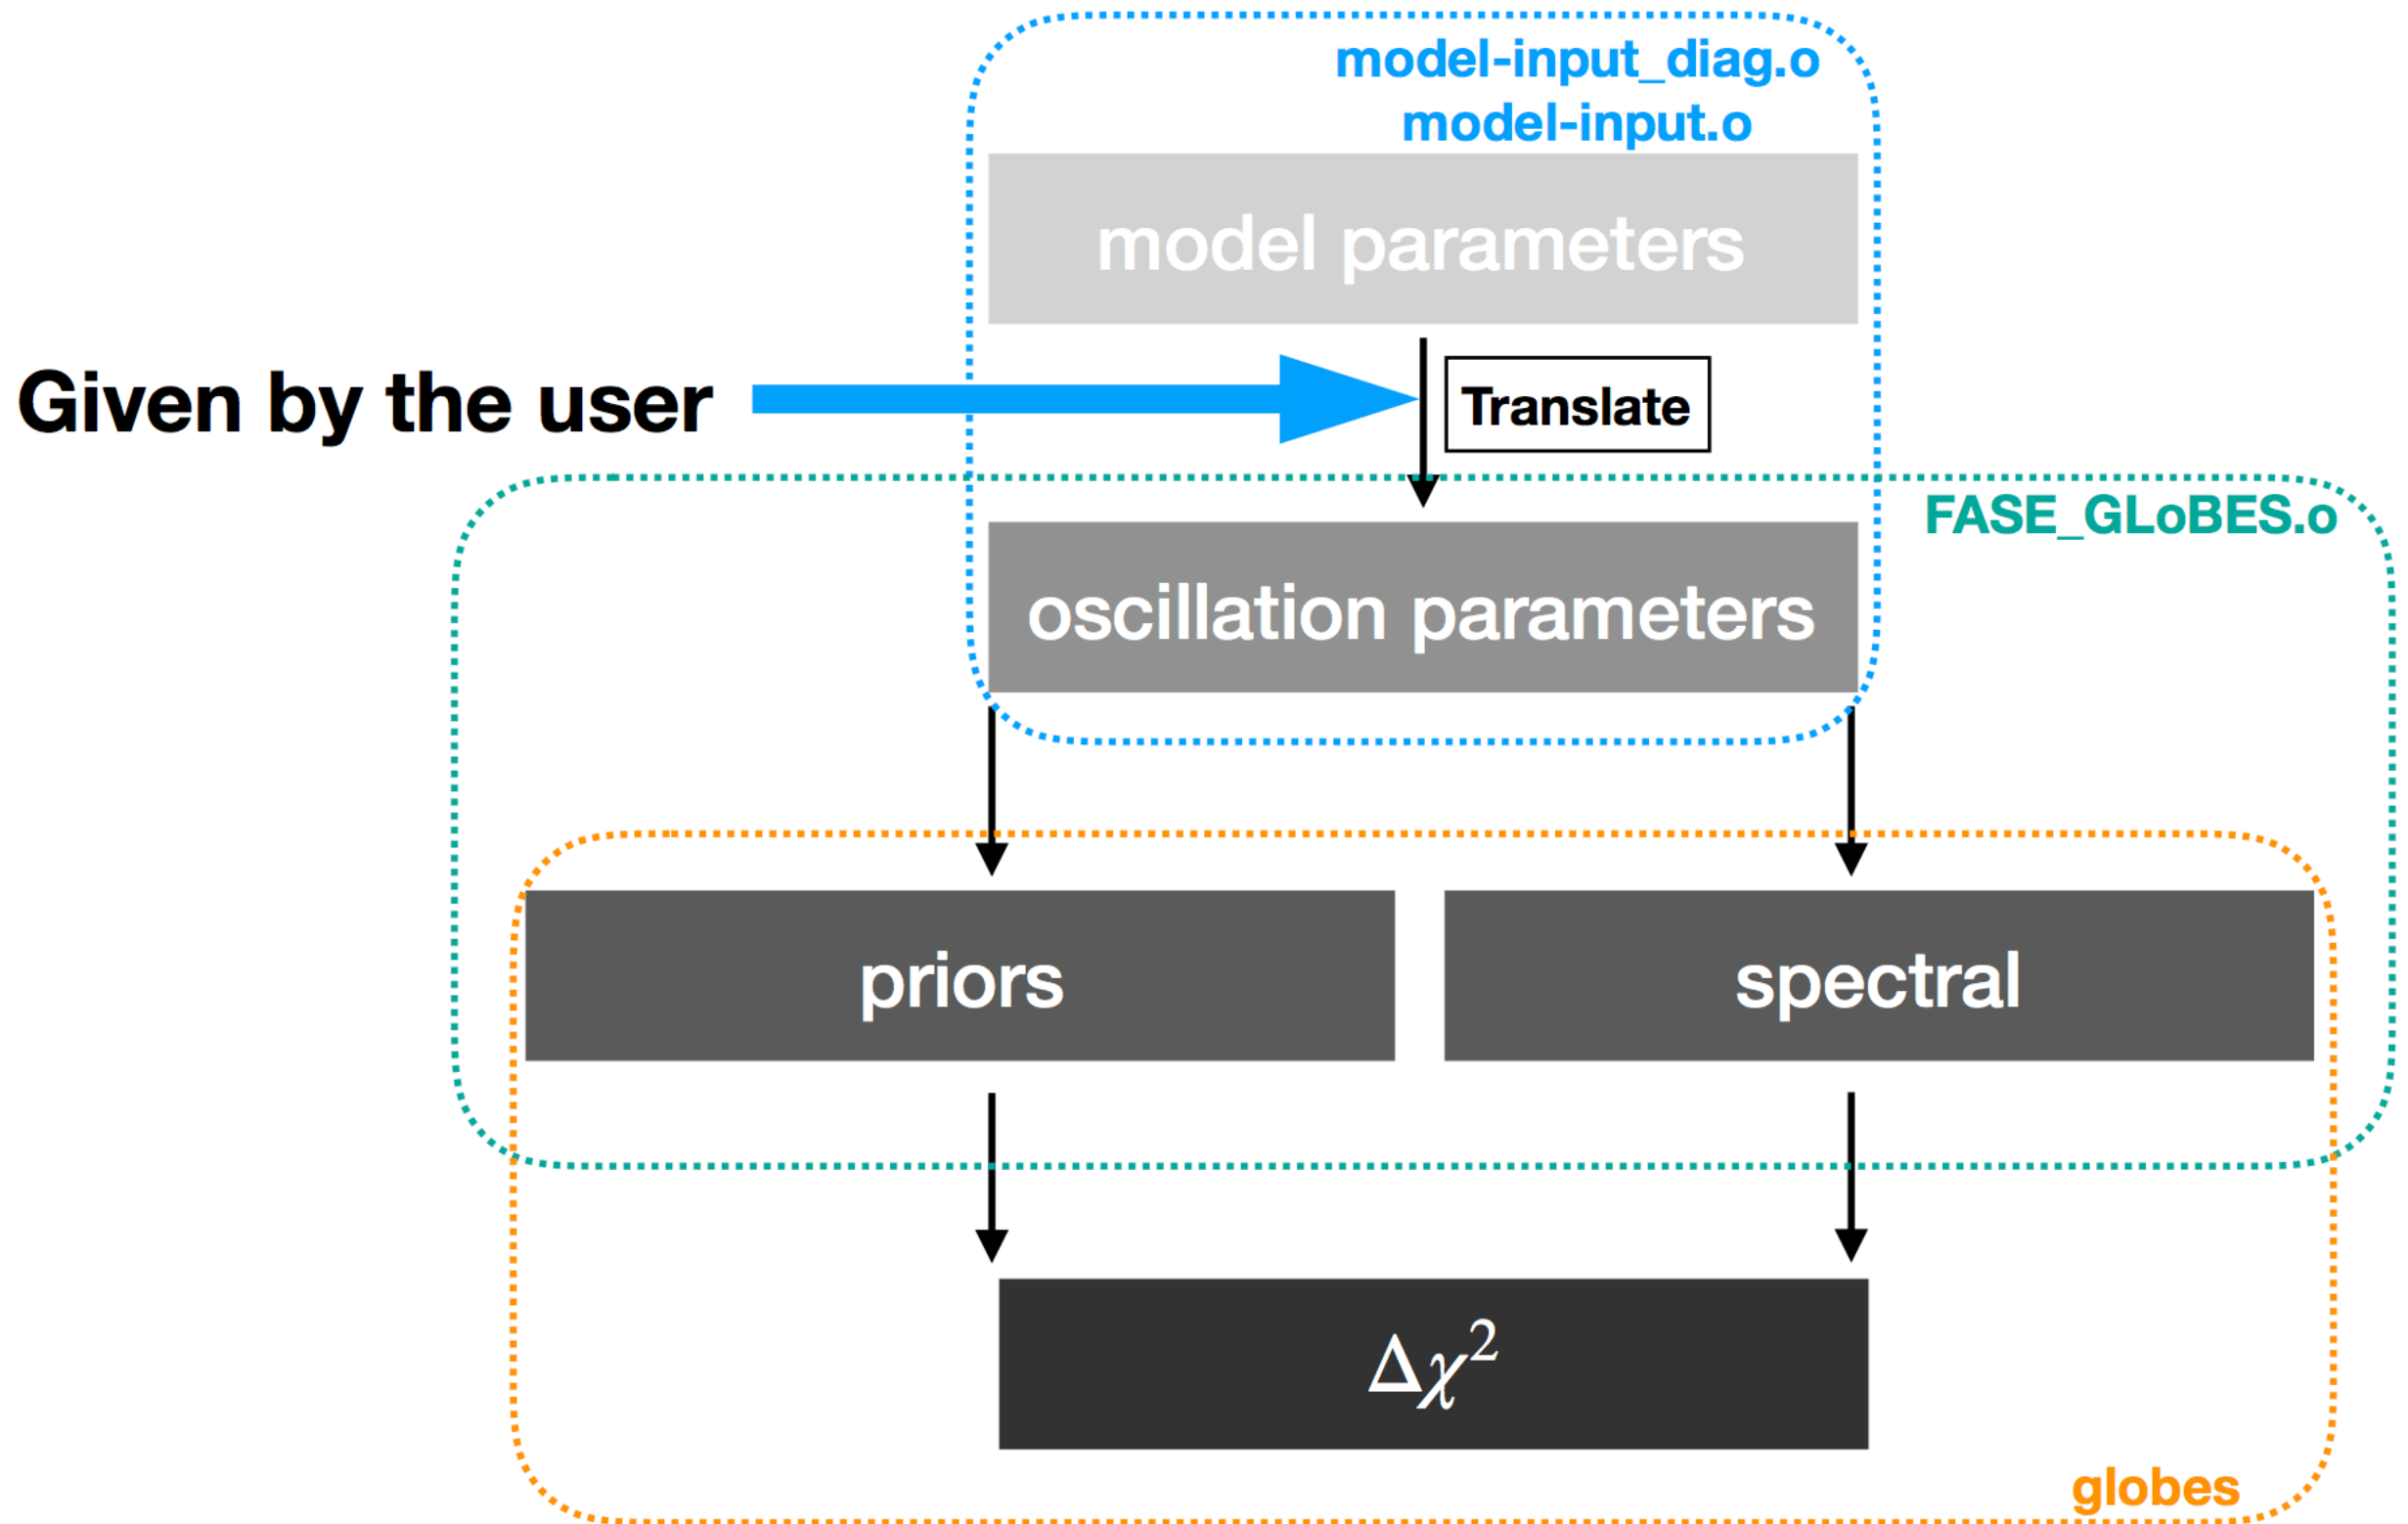 model-input_diag.o
model-input.o
model parameters
Given by the user
Translate
FASE_GLoBES.o
oscillation parameters
priors
spectral
Δχ²
globes